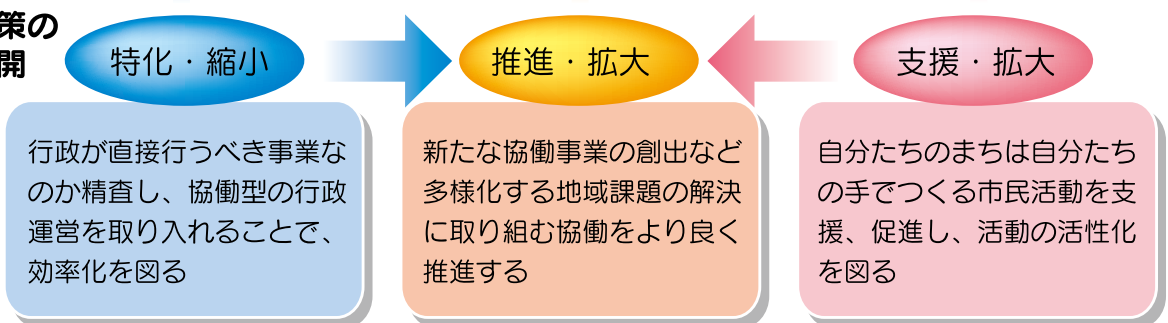 策の
開
特化・縮小
推進・拡大
支援・拡大
行政が直接行うべき事業な
のか精査し、協働型の行政
運営を取り入れることで、
効率化を図る
新たな協働事業の創出など
多様化する地域課題の解決
に取り組む協働をより良く
推進する
自分たちのまちは自分たち
の手でつくる市民活動を支
援、促進し、活動の活性化
を図る